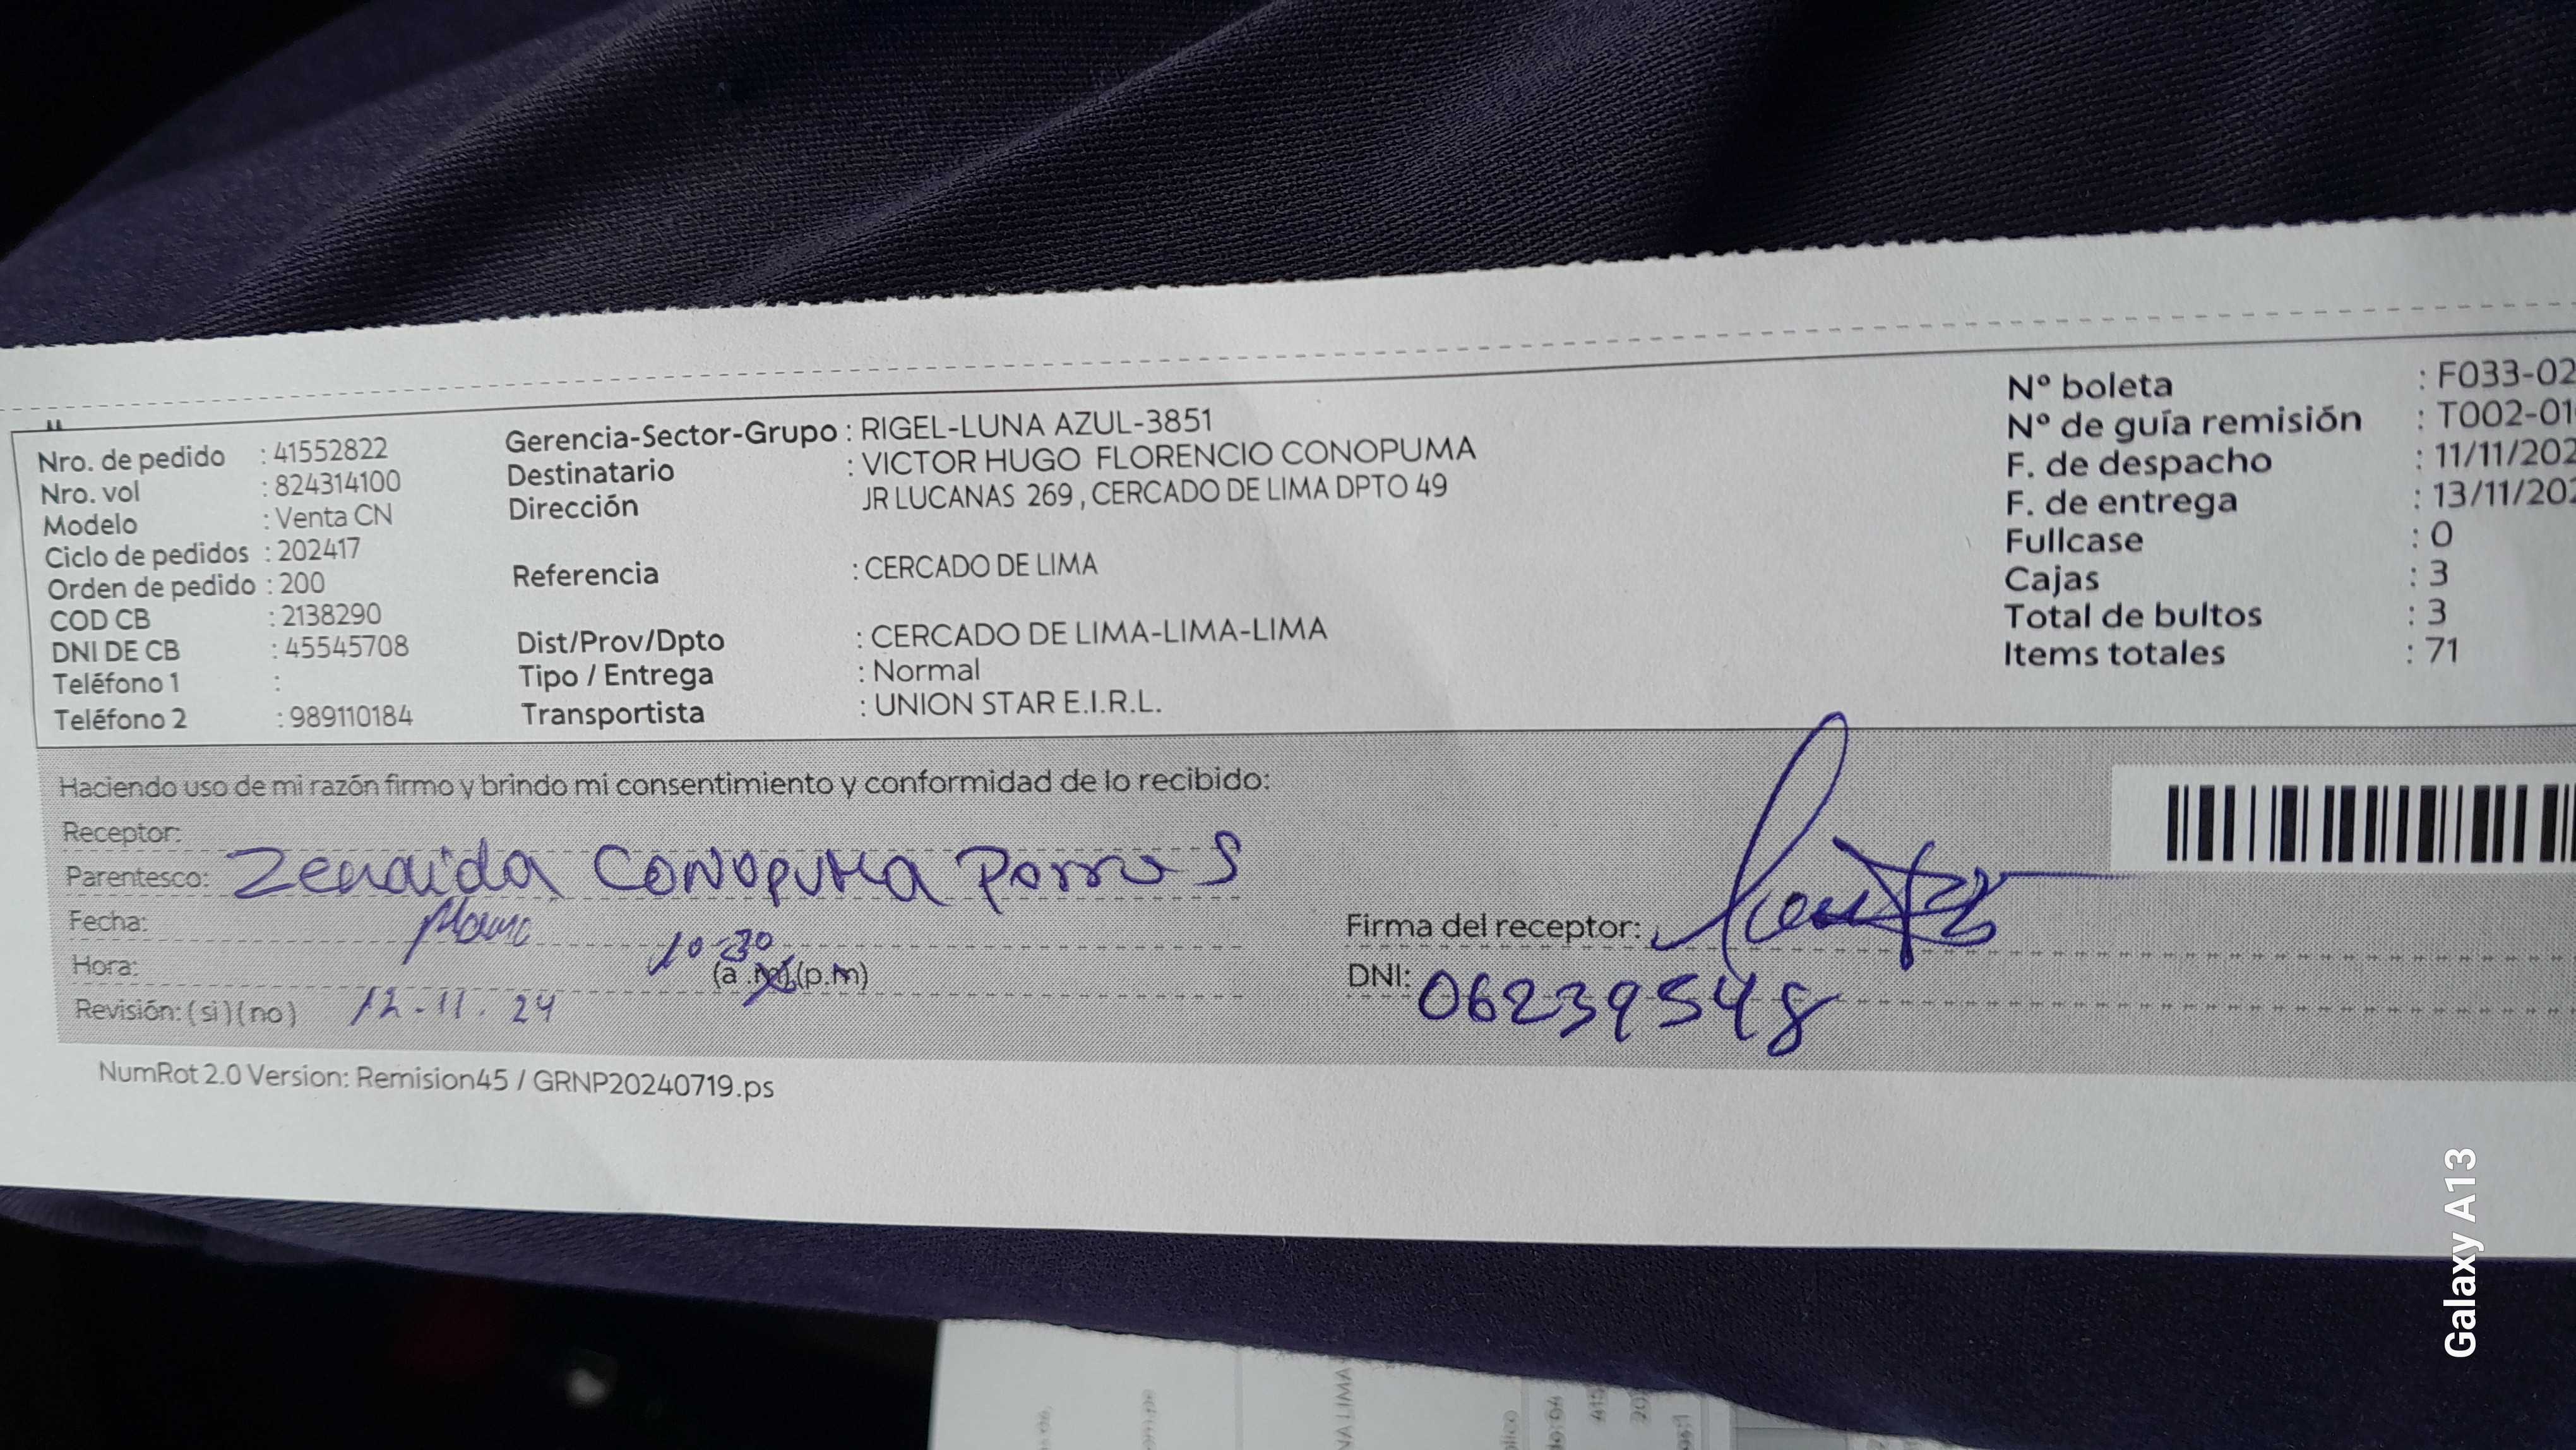 Nro. de pedido : 41552822
Nro. vol : 824314100
Modelo : Venta CN
Ciclo de pedidos : 202417
Orden de pedido : 200
COD CB : 2138290
DNI DE CB : 45545708
Teléfono 1 :
Teléfono 2 : 989110184
Gerencia-Sector-Grupo : RIGEL-LUNA AZUL-3851
Destinatario : VICTOR HUGO FLORENCIO CONOPUMA
Dirección JR LUCANAS 269 , CERCADO DE LIMA DPTO 49
Referencia : CERCADO DE LIMA
Dist/Prov/Dpto : CERCADO DE LIMA-LIMA-LIMA
Tipo / Entrega : Normal
Transportista : UNION STAR E.I.R.L.
Nº boleta : F033-02
Nº de guía remisión : T002-01
F. de despacho : 11/11/202
F. de entrega : 13/11/202
Fullcase : 0
Cajas : 3
Total de bultos : 3
Items totales : 71
Haciendo uso de mi razón firmo y brindo mi consentimiento y conformidad de lo recibido:
Receptor:
Parentesco: Zenaida CONOPUMA Porras
Fecha: Mama
Hora: 10-30 (a.m)(p.m)
Revisión: (si)(no) 12-11. 24
Firma del receptor:
DNI: 06239548
NumRot 2.0 Version: Remision45 / GRNP20240719.ps
Galaxy A13